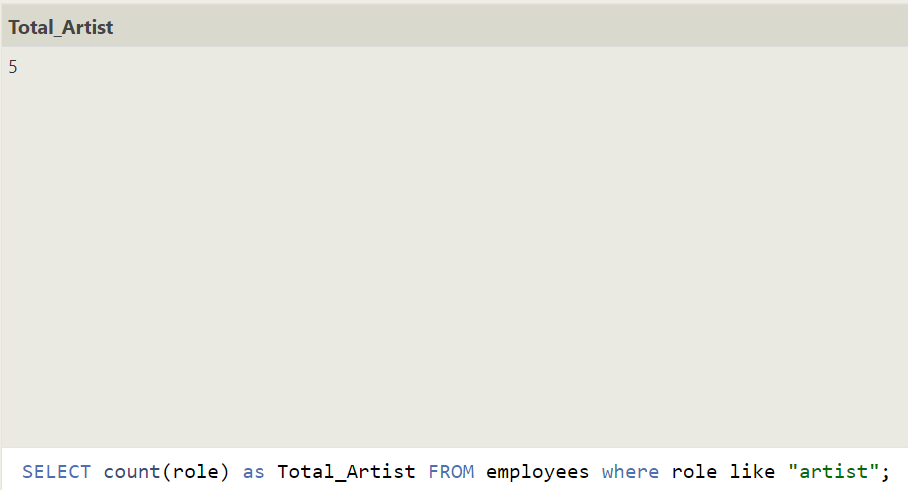 Total_Artist
5
SELECT count(role) as Total_Artist FROM employees where role like "artist";